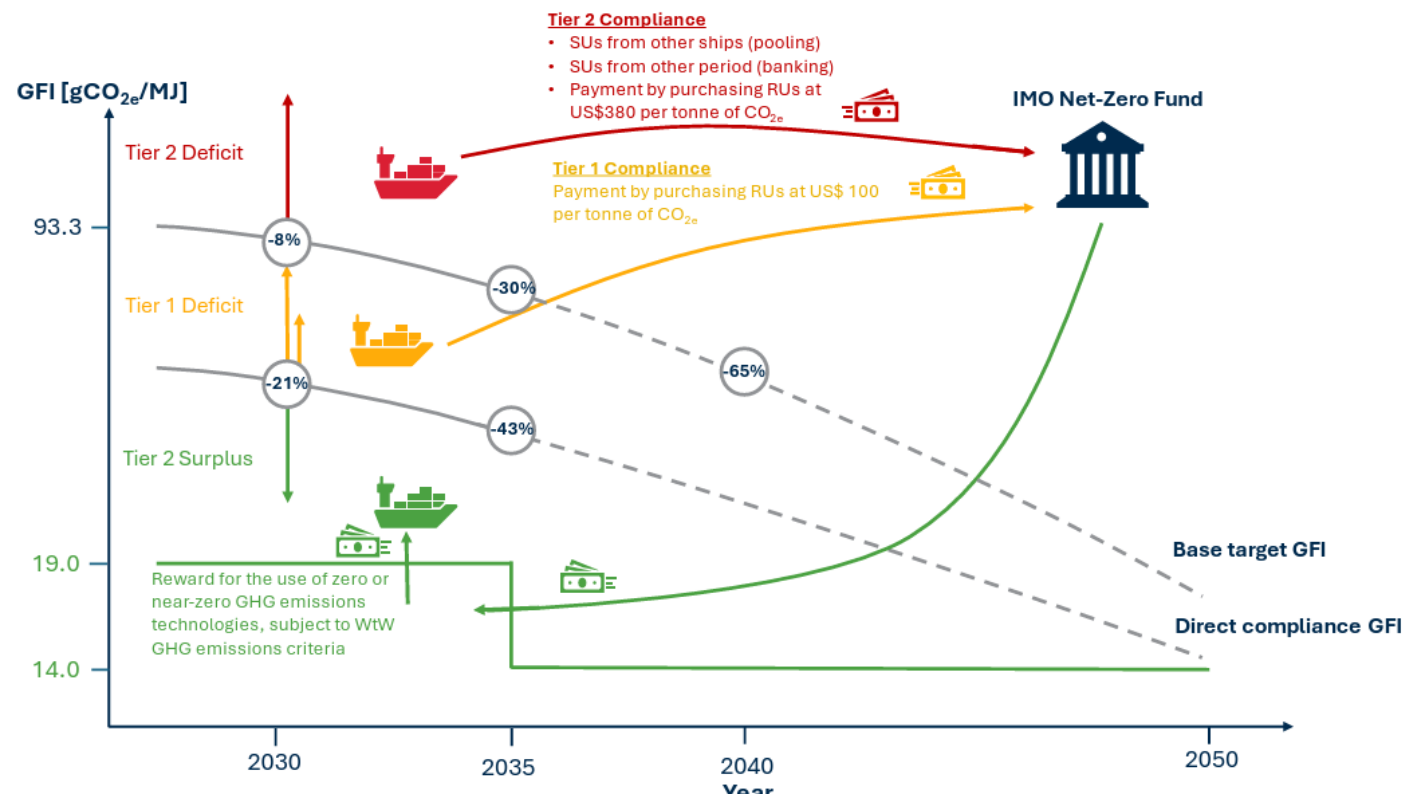 Tier 2 Compliance
• SUs from other ships (pooling)
• SUs from other period (banking)
• Payment by purchasing RUs at
US$380 per tonne of CO2e
GFI [gCO2e/MJ]
IMO Net-Zero Fund
Tier 2 Deficit
Tier 1 Compliance
Payment by purchasing RUs at US$ 100
per tonne of CO2e
93.3
-8%
-30%
Tier 1 Deficit
-65%
-21%
-43%
Tier 2 Surplus
19.0
Base target GFI
Reward for the use of zero or
near-zero GHG emissions
technologies, subject to WtW
GHG emissions criteria
Direct compliance GFI
14.0
2030
2035
2040
2050
Year